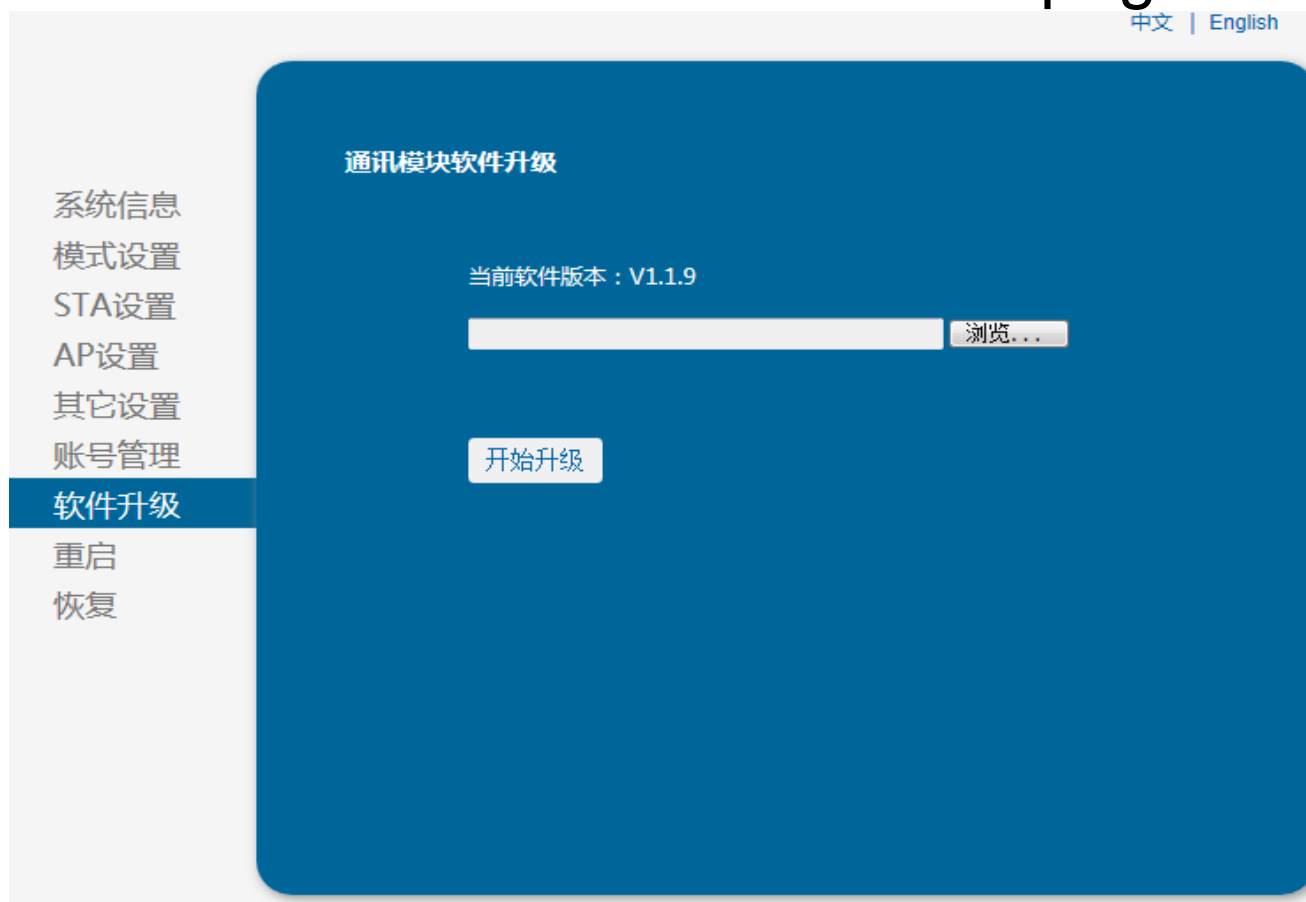 中文 | English
通讯模块软件升级
系统信息
模式设置
STA设置
AP设置
其它设置
账号管理
软件升级
重启
恢复
当前软件版本：V1.1.9
浏览...
开始升级